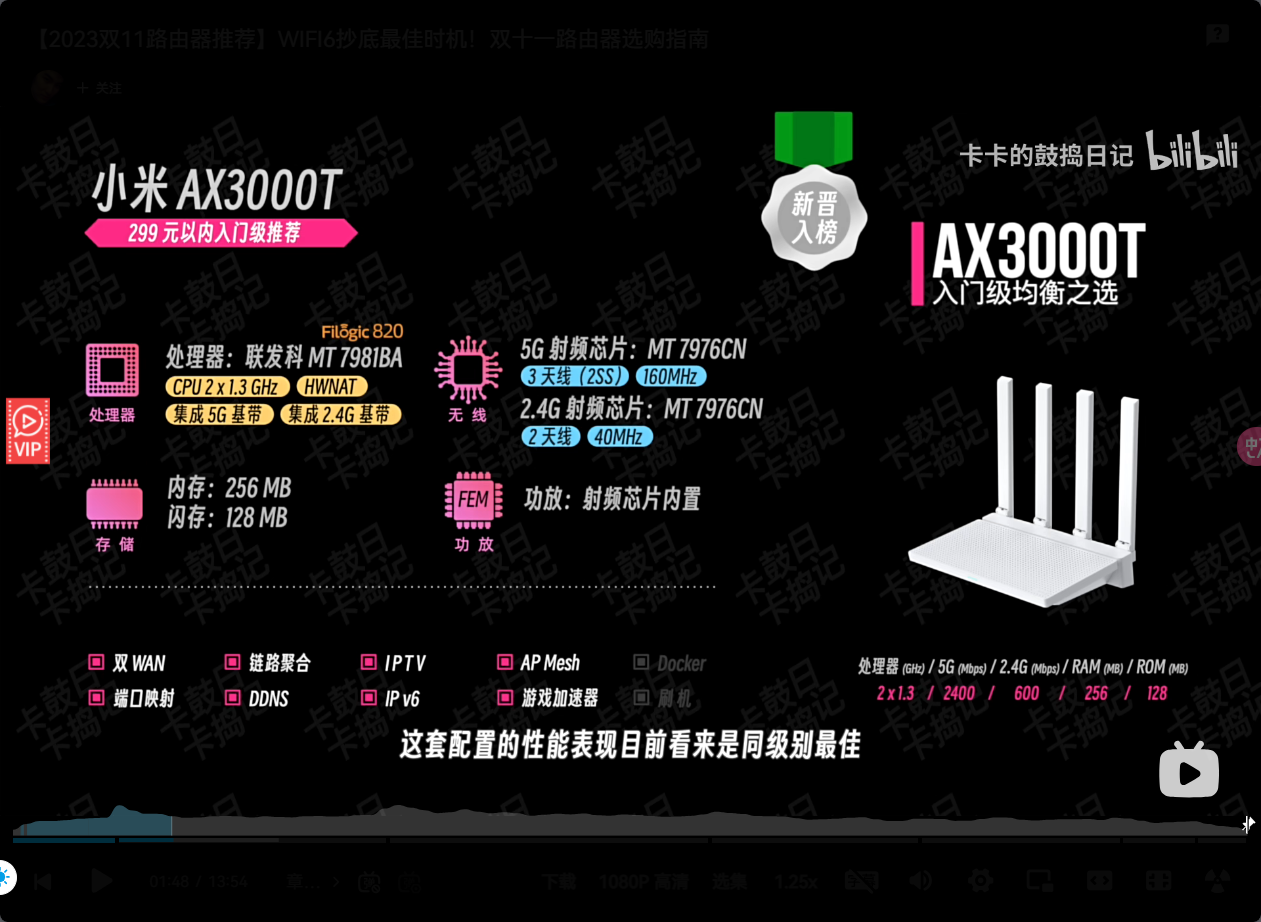 【2023双11路由器推荐】WIFI6抄底最佳时机！双十一路由器选购指南
+ 关注
卡卡的鼓捣日记 bilibili
小米 AX3000T
299 元以内入门级推荐
新晋
入榜
AX3000T
入门级均衡之选
Filogic 820
处理器：联发科 MT 7981BA
CPU 2 x 1.3 GHz HWNAT
集成 5G 基带 集成 2.4G 基带
处理器
5G 射频芯片：MT 7976CN
3 天线（2SS） 160MHz
2.4G 射频芯片：MT 7976CN
2 天线 40MHz
无线
VIP
内存：256 MB
闪存：128 MB
存储
FEM
功放：射频芯片内置
功放
双 WAN 链路聚合 IPTV AP Mesh Docker
端口映射 DDNS IP v6 游戏加速器 刷机
处理器 (GHz) / 5G (Mbps) / 2.4G (Mbps) / RAM (MB) / ROM (MB)
2 x 1.3 / 2400 / 600 / 256 / 128
这套配置的性能表现目前看来是同级别最佳
01:48 / 13:54 章... 下载 1080P 高清 选集 1.25x